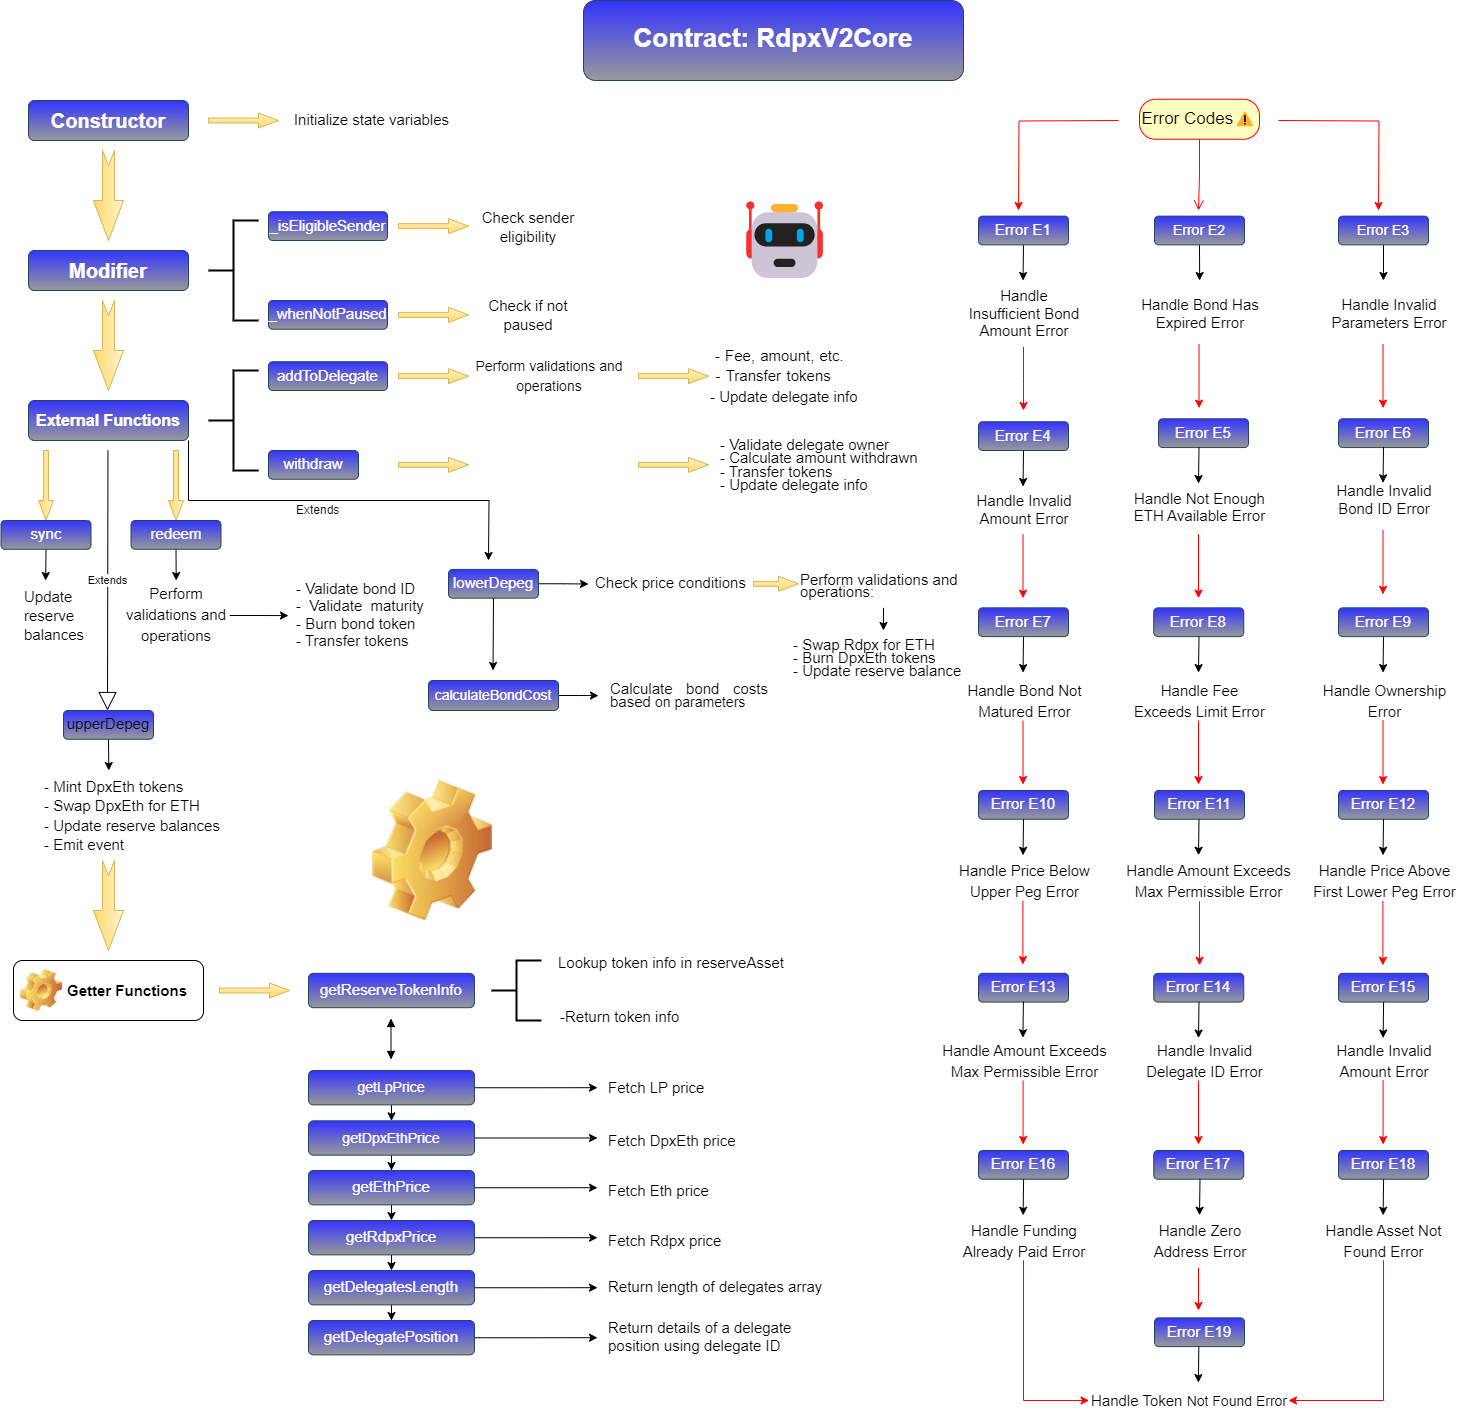 Contract: RdpxV2Core
Constructor
Initialize state variables
Modifier
_isEligibleSender
Check sender
eligibility
_whenNotPaused
Check if not
paused
External Functions
addToDelegate
Perform validations and
operations
- Fee, amount, etc.
- Transfer tokens
- Update delegate info
withdraw
- Validate delegate owner
- Calculate amount withdrawn
- Transfer tokens
- Update delegate info
Extends
sync
Update
reserve
balances
Extends
redeem
Perform
validations and
operations
- Validate bond ID
- Validate maturity
- Burn bond token
- Transfer tokens
lowerDepeg
Check price conditions
Perform validations and
operations:
- Swap Rdpx for ETH
- Burn DpxEth tokens
- Update reserve balance
calculateBondCost
Calculate bond costs
based on parameters
upperDepeg
- Mint DpxEth tokens
- Swap DpxEth for ETH
- Update reserve balances
- Emit event
Getter Functions
getReserveTokenInfo
Lookup token info in reserveAsset
-Return token info
getLpPrice
Fetch LP price
getDpxEthPrice
Fetch DpxEth price
getEthPrice
Fetch Eth price
getRdpxPrice
Fetch Rdpx price
getDelegatesLength
Return length of delegates array
getDelegatePosition
Return details of a delegate
position using delegate ID
Error Codes
Error E1
Handle
Insufficient Bond
Amount Error
Error E2
Handle Bond Has
Expired Error
Error E3
Handle Invalid
Parameters Error
Error E4
Handle Invalid
Amount Error
Error E5
Handle Not Enough
ETH Available Error
Error E6
Handle Invalid
Bond ID Error
Error E7
Handle Bond Not
Matured Error
Error E8
Handle Fee
Exceeds Limit Error
Error E9
Handle Ownership
Error
Error E10
Handle Price Below
Upper Peg Error
Error E11
Handle Amount Exceeds
Max Permissible Error
Error E12
Handle Price Above
First Lower Peg Error
Error E13
Handle Amount Exceeds
Max Permissible Error
Error E14
Handle Invalid
Delegate ID Error
Error E15
Handle Invalid
Amount Error
Error E16
Handle Funding
Already Paid Error
Error E17
Handle Zero
Address Error
Error E18
Handle Asset Not
Found Error
Error E19
Handle Token Not Found Error